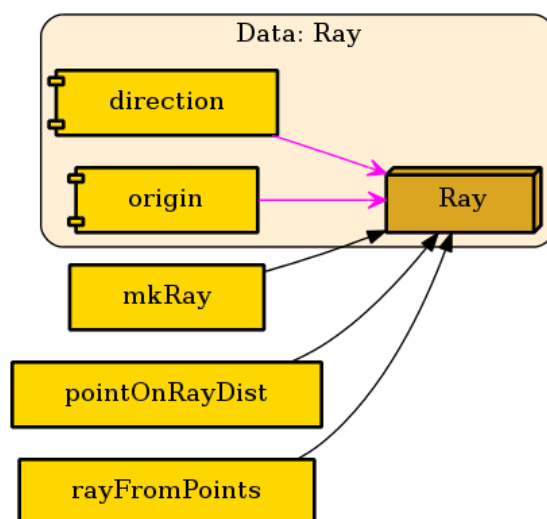 Data: Ray
direction
origin
Ray
mkRay
pointOnRayDist
rayFromPoints